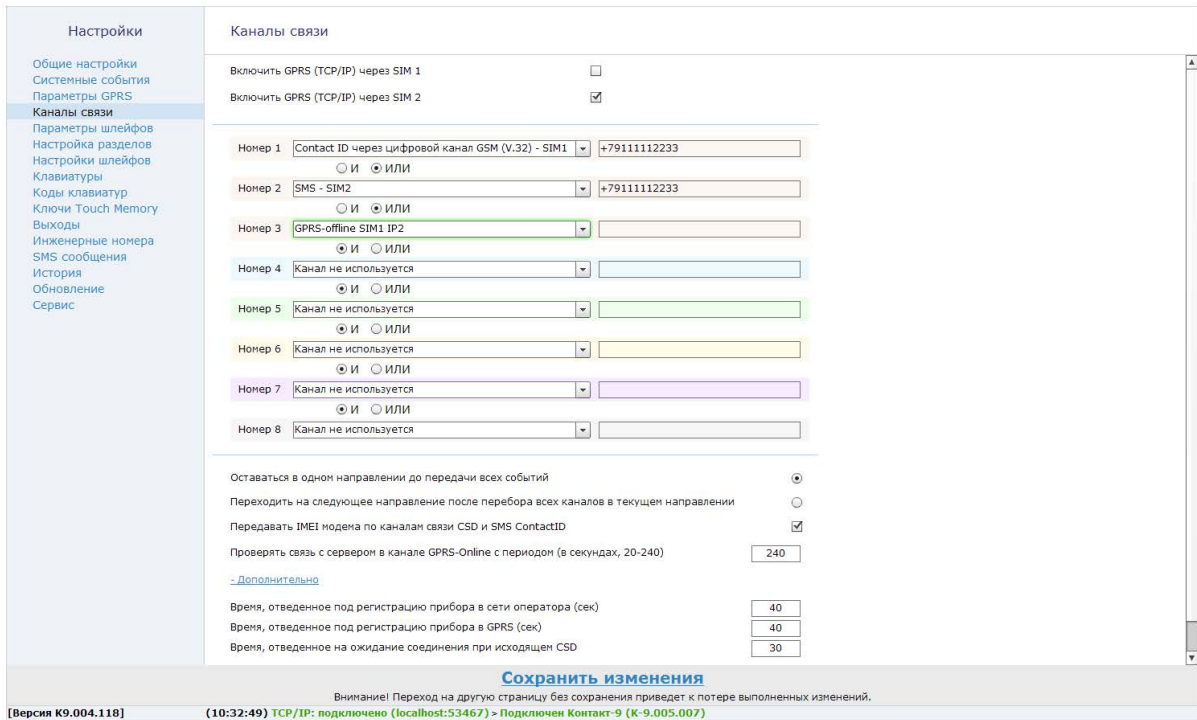 Настройки
Общие настройки
Системные события
Параметры GPRS
Каналы связи
Параметры шлейфов
Настройка разделов
Настройки шлейфов
Клавиатуры
Коды клавиатур
Ключи Touch Memory
Выходы
Инженерные номера
SMS сообщения
История
Обновление
Сервис
Каналы связи
Включить GPRS (TCP/IP) через SIM 1
Включить GPRS (TCP/IP) через SIM 2
Номер 1 Contact ID через цифровой канал GSM (V.32) - SIM1 +79111112233
И ИЛИ
Номер 2 SMS - SIM2 +79111112233
И ИЛИ
Номер 3 GPRS-offline SIM1 IP2
И ИЛИ
Номер 4 Канал не используется
И ИЛИ
Номер 5 Канал не используется
И ИЛИ
Номер 6 Канал не используется
И ИЛИ
Номер 7 Канал не используется
И ИЛИ
Номер 8 Канал не используется
Оставаться в одном направлении до передачи всех событий
Переходить на следующее направление после перебора всех каналов в текущем направлении
Передавать IMEI модема по каналам связи CSD и SMS ContactID
Проверять связь с сервером в канале GPRS-Online с периодом (в секундах, 20-240) 240
- Дополнительно
Время, отведенное под регистрацию прибора в сети оператора (сек) 40
Время, отведенное под регистрацию прибора в GPRS (сек) 40
Время, отведенное на ожидание соединения при исходящем CSD 30
Сохранить изменения
Внимание! Переход на другую страницу без сохранения приведет к потере выполненных изменений.
[Версия K9.004.118] (10:32:49) TCP/IP: подключено (localhost:53467) > Подключен Контакт-9 (K-9.005.007)